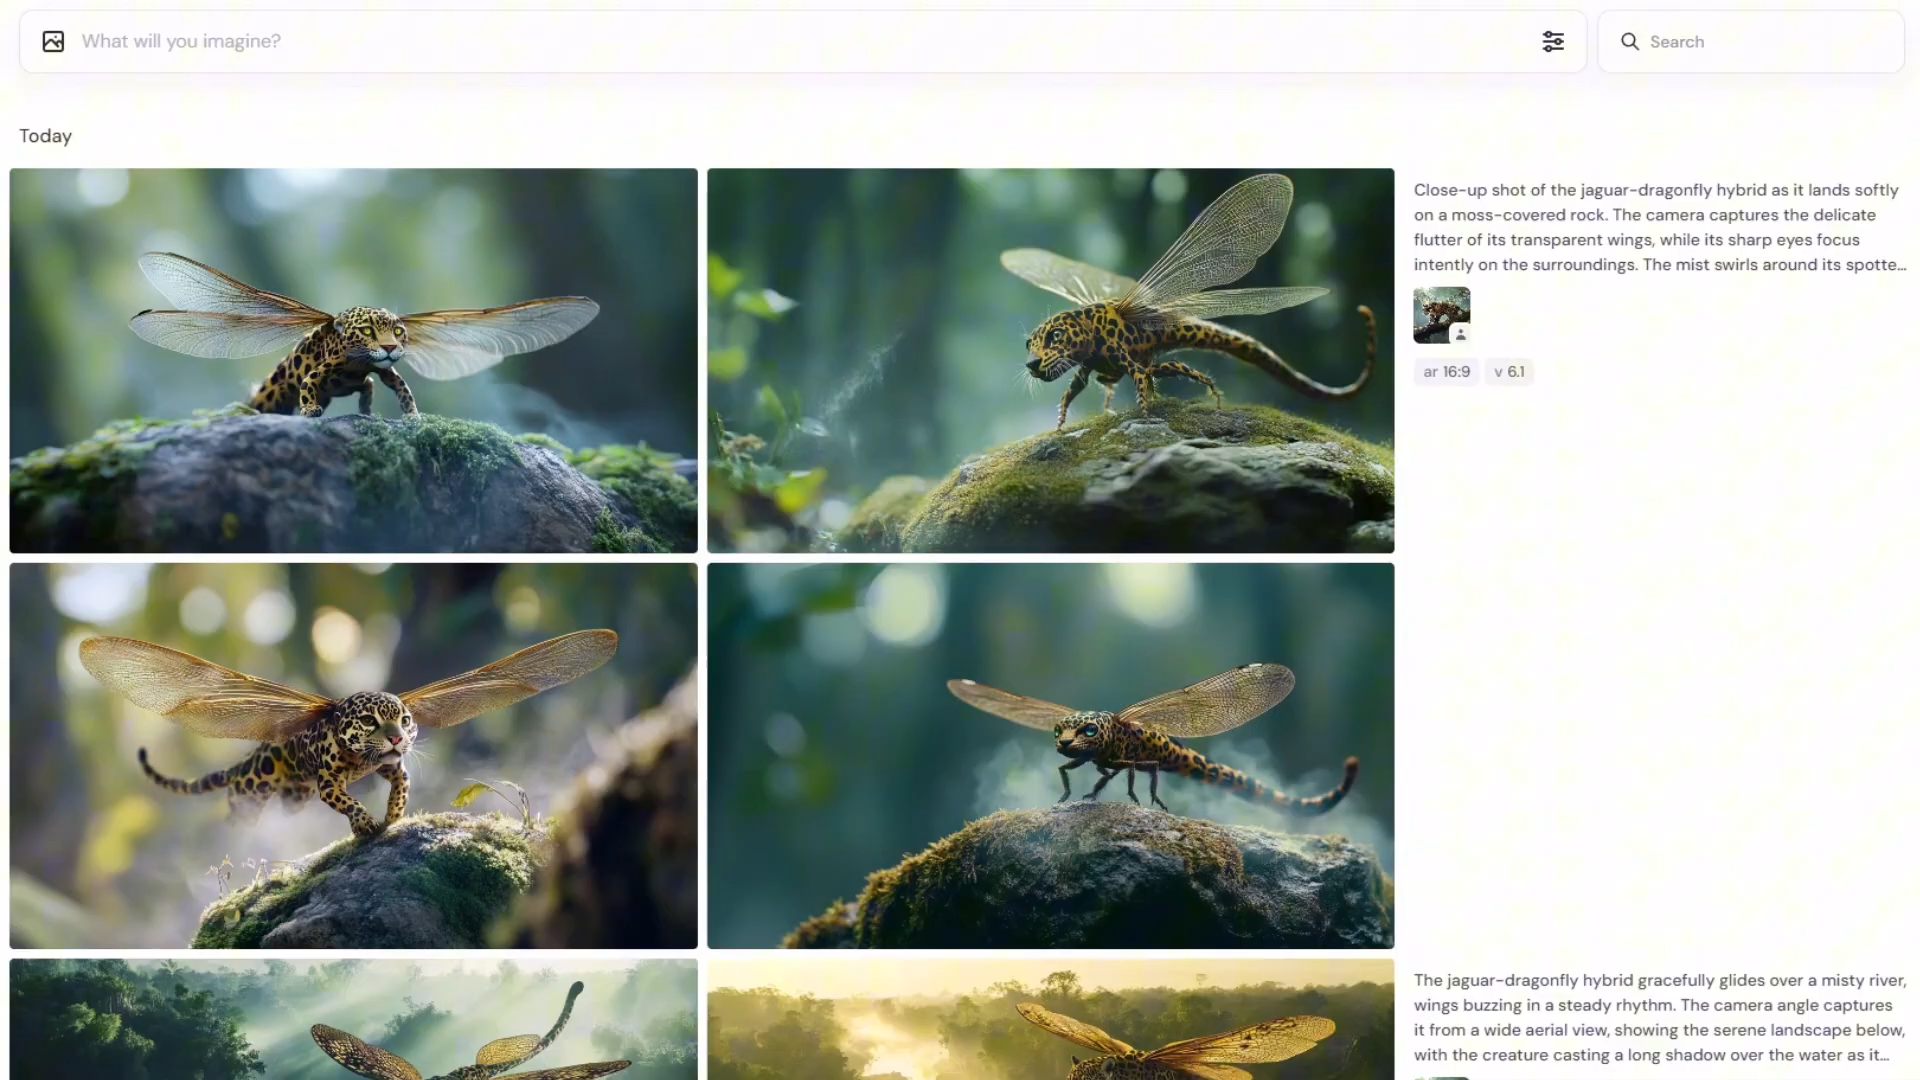 What will you imagine?
Search
Today
Close-up shot of the jaguar-dragonfly hybrid as it lands softly
on a moss-covered rock. The camera captures the delicate
flutter of its transparent wings, while its sharp eyes focus
intently on the surroundings. The mist swirls around its spotte...
ar 16:9 v 6.1
The jaguar-dragonfly hybrid gracefully glides over a misty river,
wings buzzing in a steady rhythm. The camera angle captures
it from a wide aerial view, showing the serene landscape below,
with the creature casting a long shadow over the water as it...